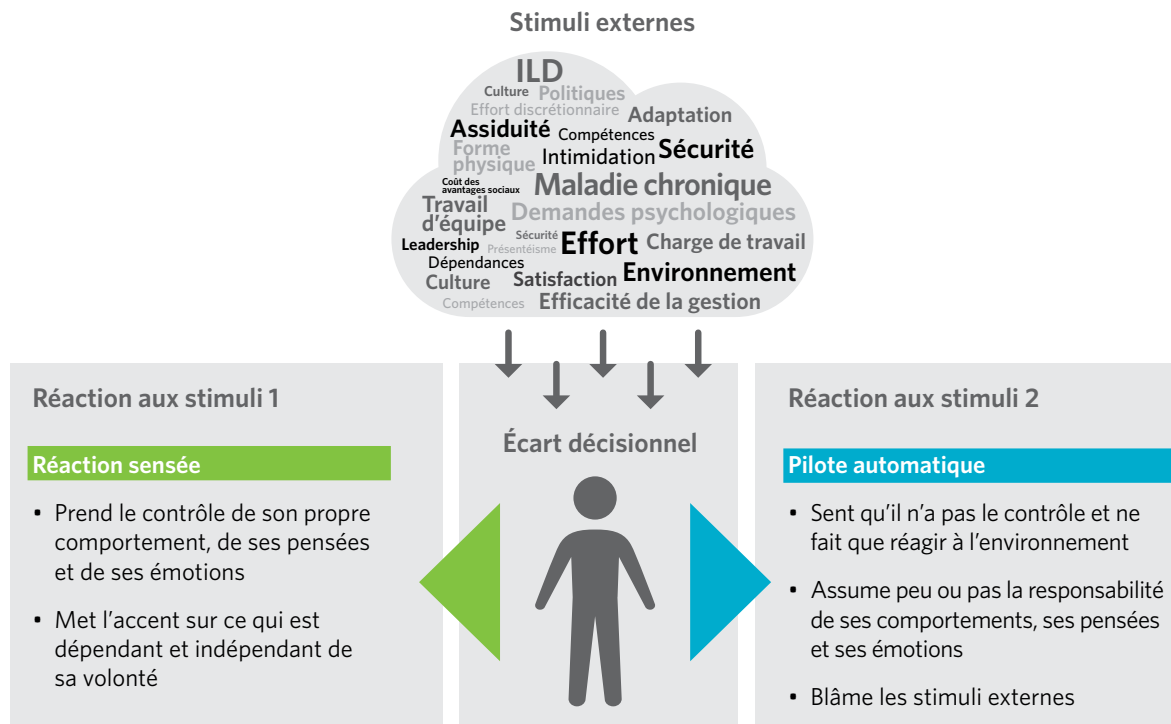 Stimuli externes
ILD
Culture Politiques
Effort discrétionnaire
Adaptation
Assiduité
Compétences
Forme
physique
Intimidation
Sécurité
Coût des
avantages sociaux
Maladie chronique
Travail
d'équipe
Demandes psychologiques
Sécurité
Leadership
Présentéisme
Effort
Charge de travail
Dépendances
Environnement
Culture
Satisfaction
Compétences
Efficacité de la gestion
Réaction aux stimuli 1
Réaction sensée
• Prend le contrôle de son propre
comportement, de ses pensées
et de ses émotions
• Met l'accent sur ce qui est
dépendant et indépendant de
sa volonté
Écart décisionnel
Réaction aux stimuli 2
Pilote automatique
• Sent qu'il n'a pas le contrôle et ne
fait que réagir à l'environnement
• Assume peu ou pas la responsabilité
de ses comportements, ses pensées
et ses émotions
• Blâme les stimuli externes